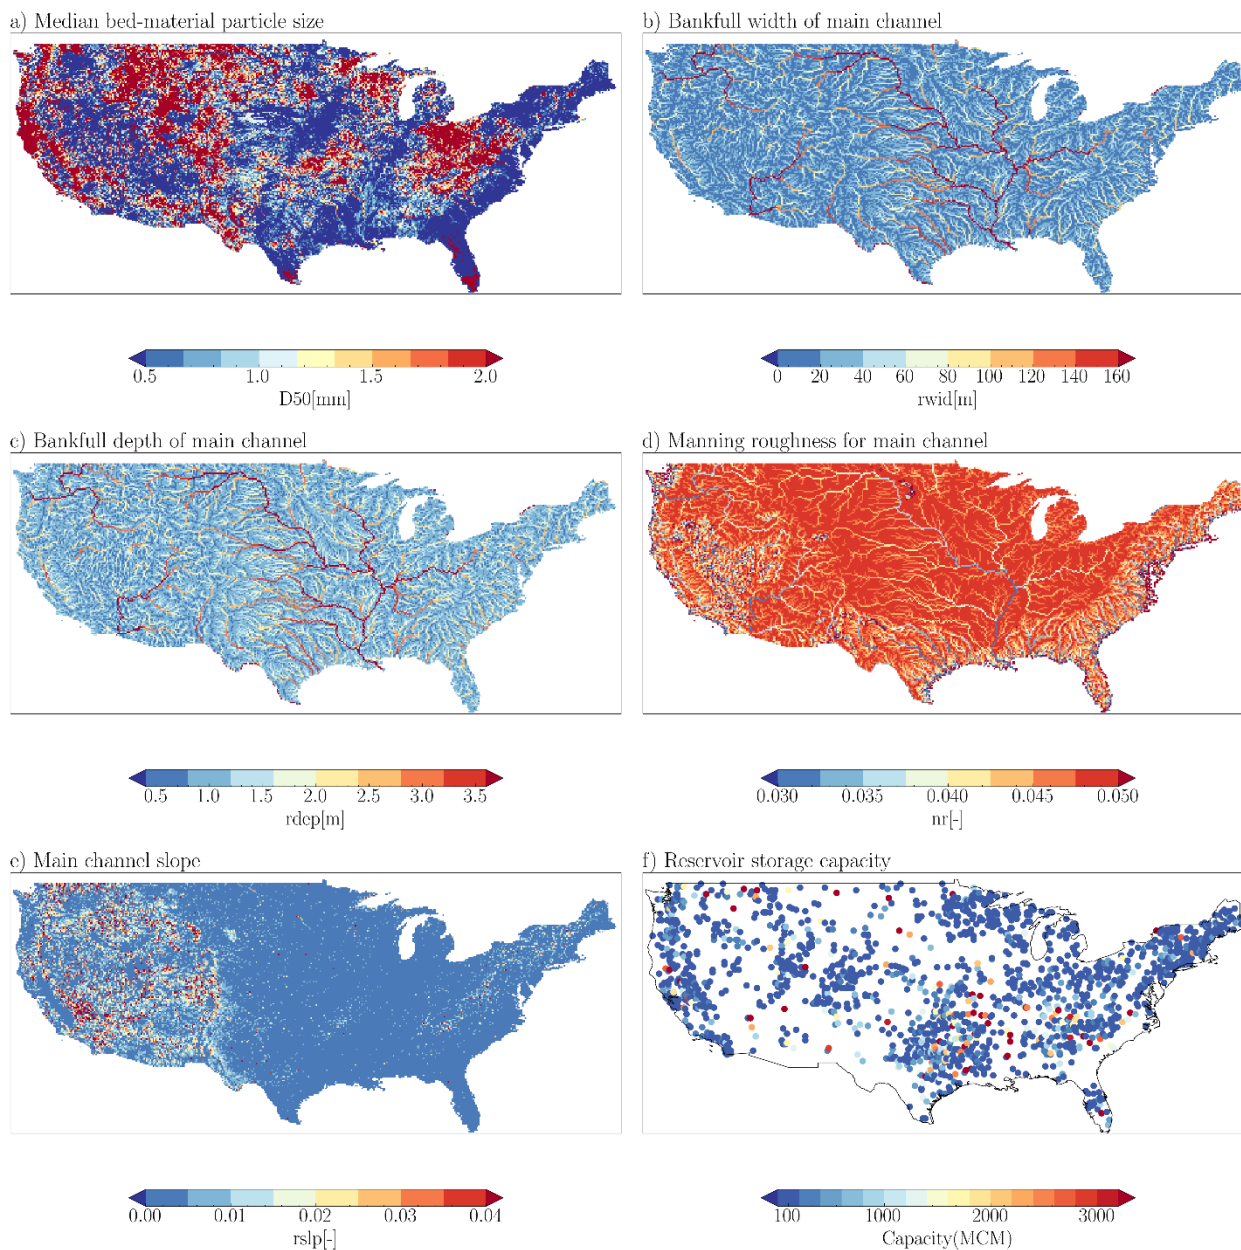 a) Median bed-material particle size
b) Bankfull width of main channel
0.5 1.0 1.5 2.0
D50[mm]
0 20 40 60 80 100 120 140 160
rwid[m]
c) Bankfull depth of main channel
d) Manning roughness for main channel
0.5 1.0 1.5 2.0 2.5 3.0 3.5
rdep[m]
0.030 0.035 0.040 0.045 0.050
nr[-]
e) Main channel slope
f) Reservoir storage capacity
0.00 0.01 0.02 0.03 0.04
rslp[-]
100 1000 2000 3000
Capacity(MCM)